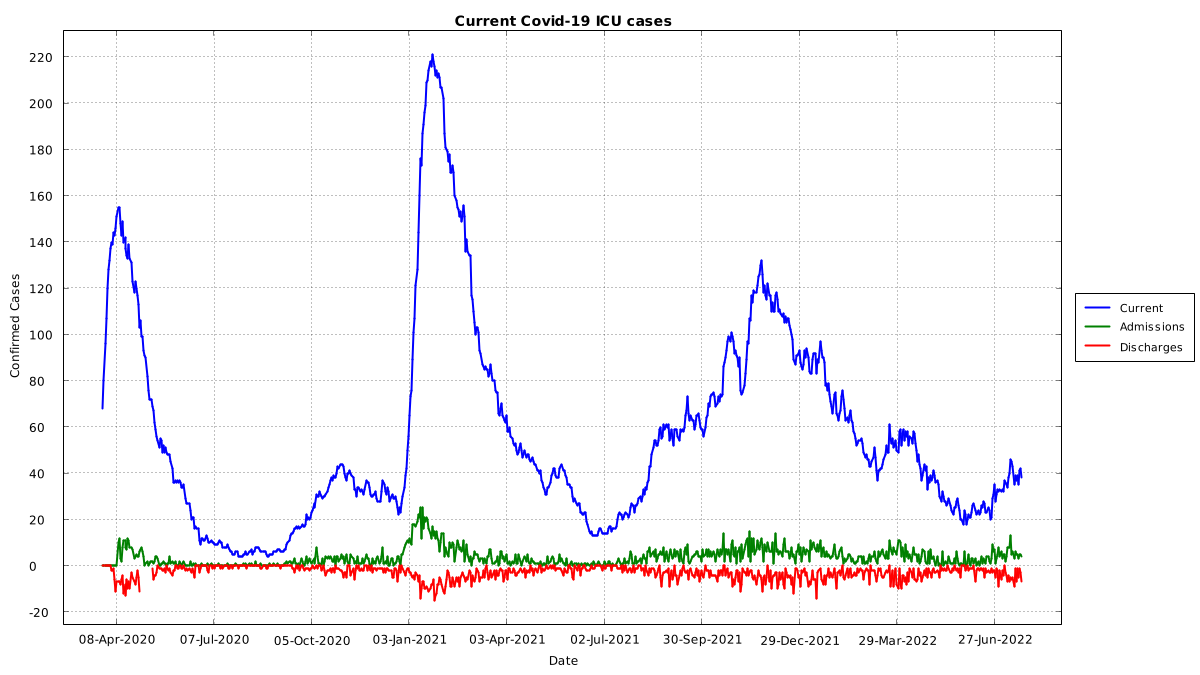 Current Covid-19 ICU cases
Confirmed Cases
220
200
180
160
140
120
100
80
60
40
20
0
-20
08-Apr-2020 07-Jul-2020 05-Oct-2020 03-Jan-2021 03-Apr-2021 02-Jul-2021 30-Sep-2021 29-Dec-2021 29-Mar-2022 27-Jun-2022
Date
Current
Admissions
Discharges